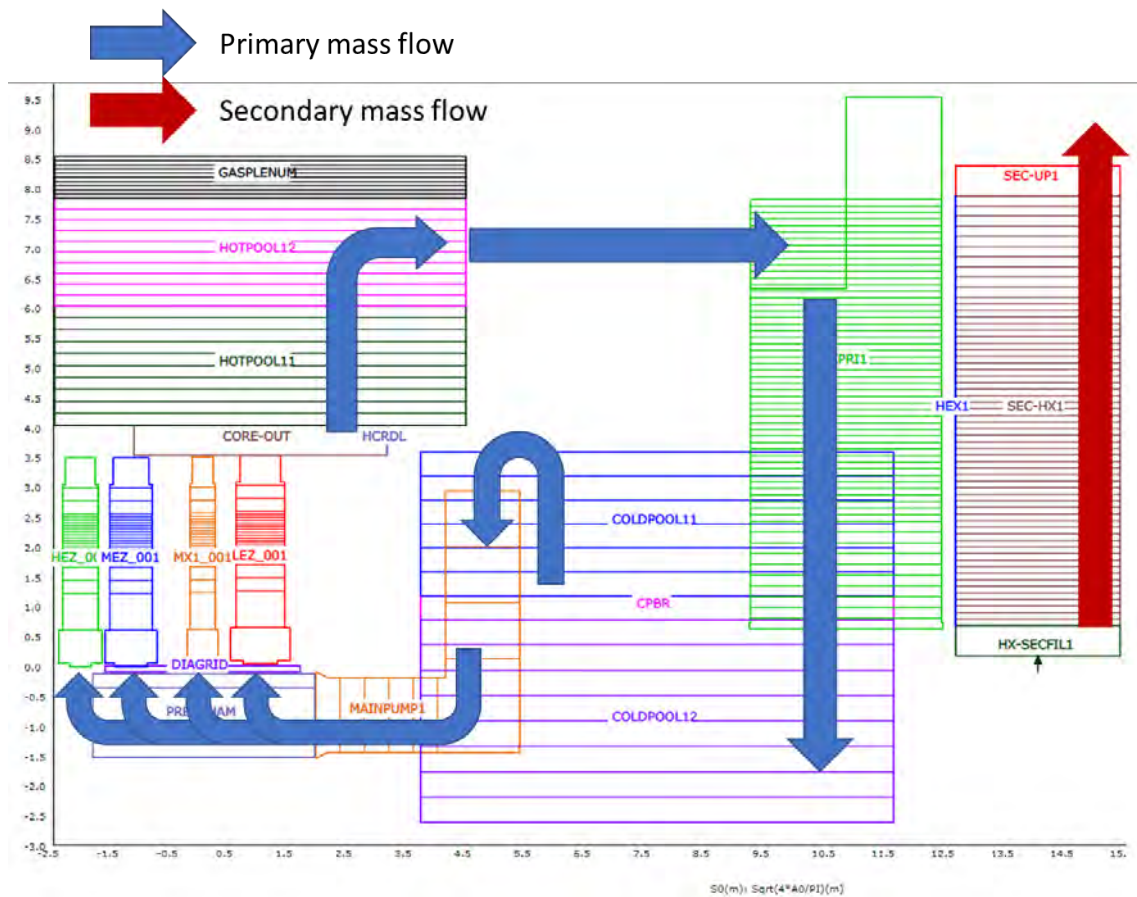 Primary mass flow
Secondary mass flow
9.5
9.0
8.5
8.0
7.5
7.0
6.5
6.0
5.5
5.0
4.5
4.0
3.5
3.0
2.5
2.0
1.5
1.0
0.5
0.0
-0.5
-1.0
-1.5
-2.0
-2.5
-3.0
GASPLENUM
SEC-UP1
HOTPOOL12
HOTPOOL11
PRI1
HEX1
SEC-HX1
CORE-OUT
HCRDL
COLDPOOL11
MEZ_001
MX1_001
LEZ_001
CPBR
HX-SECFIL1
DIAGRID
MAINPUMP1
COLDPOOL12
-2.5
-1.5
-0.5
0.5
1.5
2.5
3.5
4.5
5.5
6.5
7.5
8.5
9.5
10.5
11.5
12.5
13.5
14.5
15.
S0(m): Sqrt(4*A0/PI)(m)